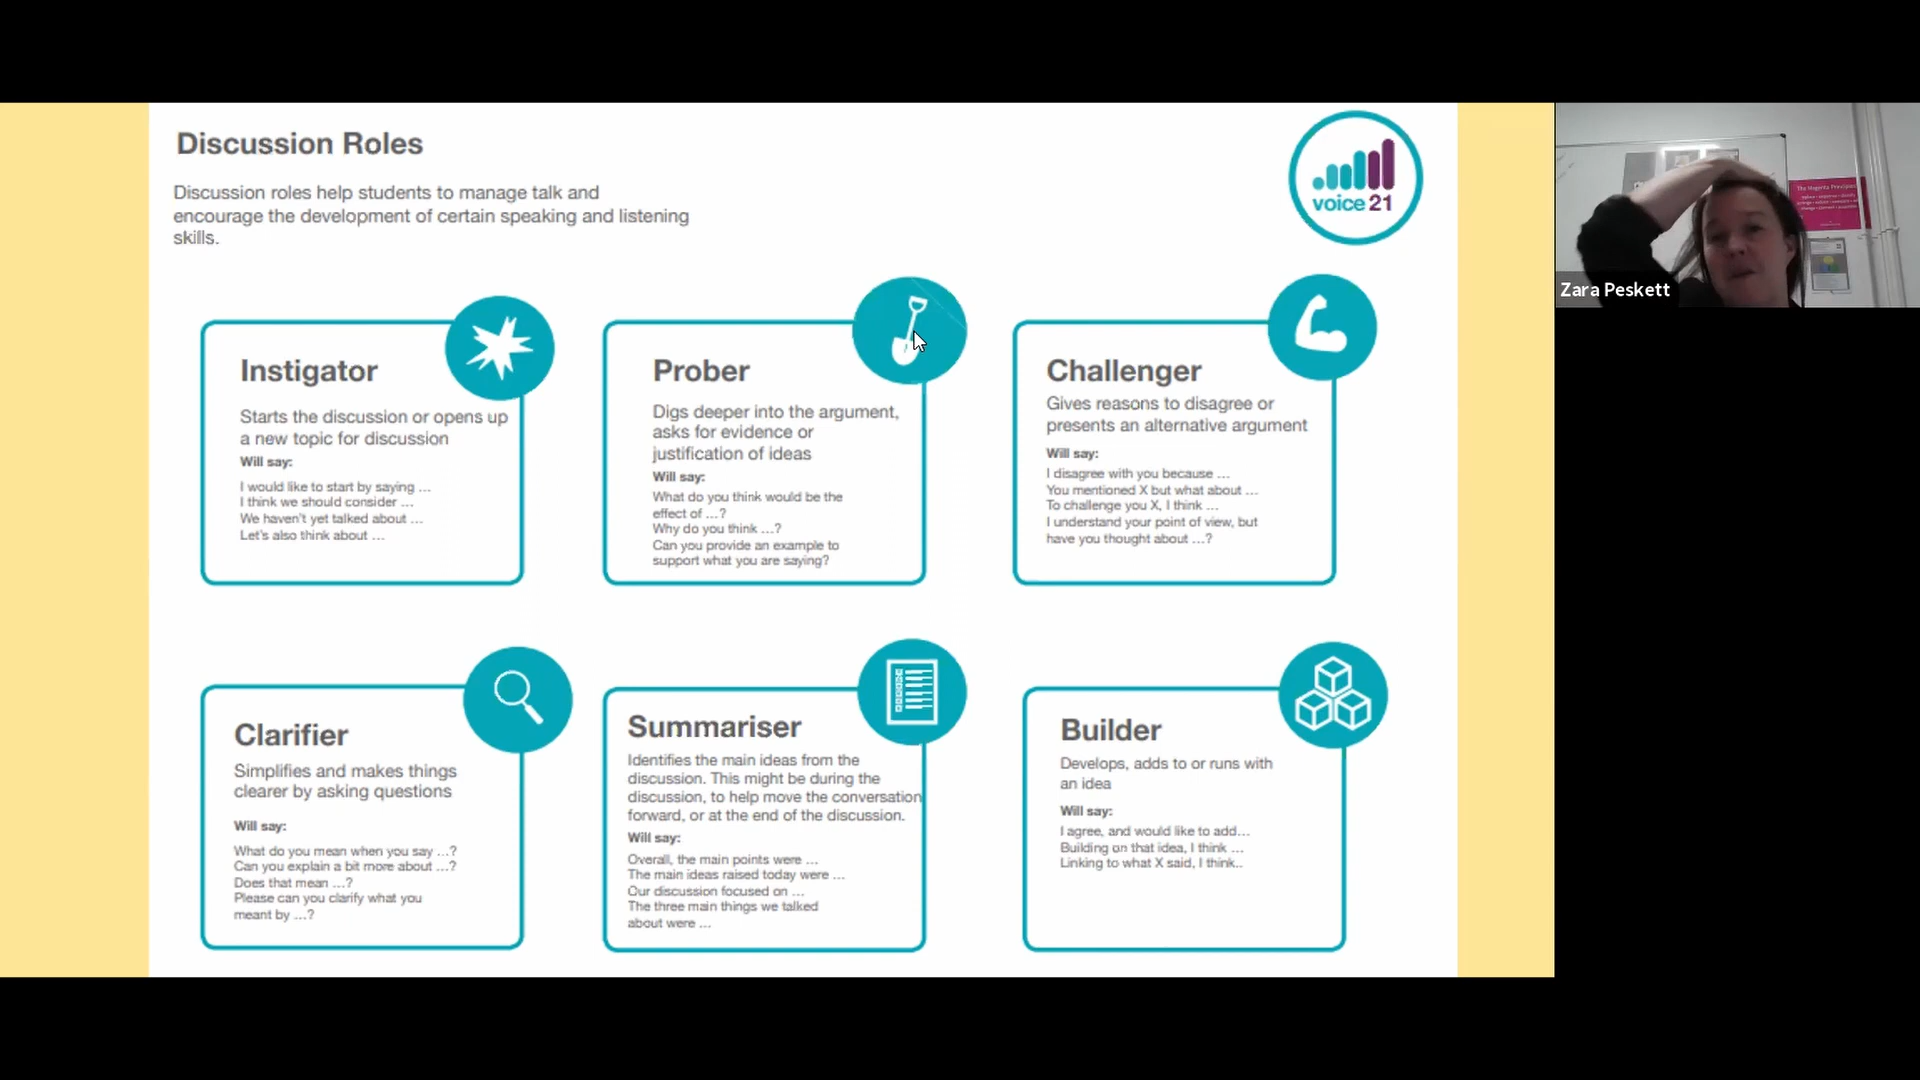 Discussion Roles
Discussion roles help students to manage talk and
encourage the development of certain speaking and listening
skills.
voice 21
Instigator
Starts the discussion or opens up
a new topic for discussion
Will say:
I would like to start by saying ...
I think we should consider ...
We haven't yet talked about ...
Let's also think about ...
Prober
Digs deeper into the argument,
asks for evidence or
justification of ideas
Will say:
What do you think would be the
effect of ...?
Why do you think ...?
Can you provide an example to
support what you are saying?
Challenger
Gives reasons to disagree or
presents an alternative argument
Will say:
I disagree with you because ...
You mentioned X but what about ...
To challenge you X, I think ...
I understand your point of view, but
have you thought about ...?
Clarifier
Simplifies and makes things
clearer by asking questions
Will say:
What do you mean when you say ...?
Can you explain a bit more about ...?
Does that mean ...?
Please can you clarify what you
meant by ...?
Summariser
Identifies the main ideas from the
discussion. This might be during the
discussion, to help move the conversation
forward, or at the end of the discussion.
Will say:
Overall, the main points were ...
The main ideas raised today were ...
Our discussion focused on ...
The three main things we talked
about were ...
Builder
Develops, adds to or runs with
an idea
Will say:
I agree, and would like to add...
Building on that idea, I think ...
Linking to what X said, I think..
The Magenta Principles
Zara Peskett